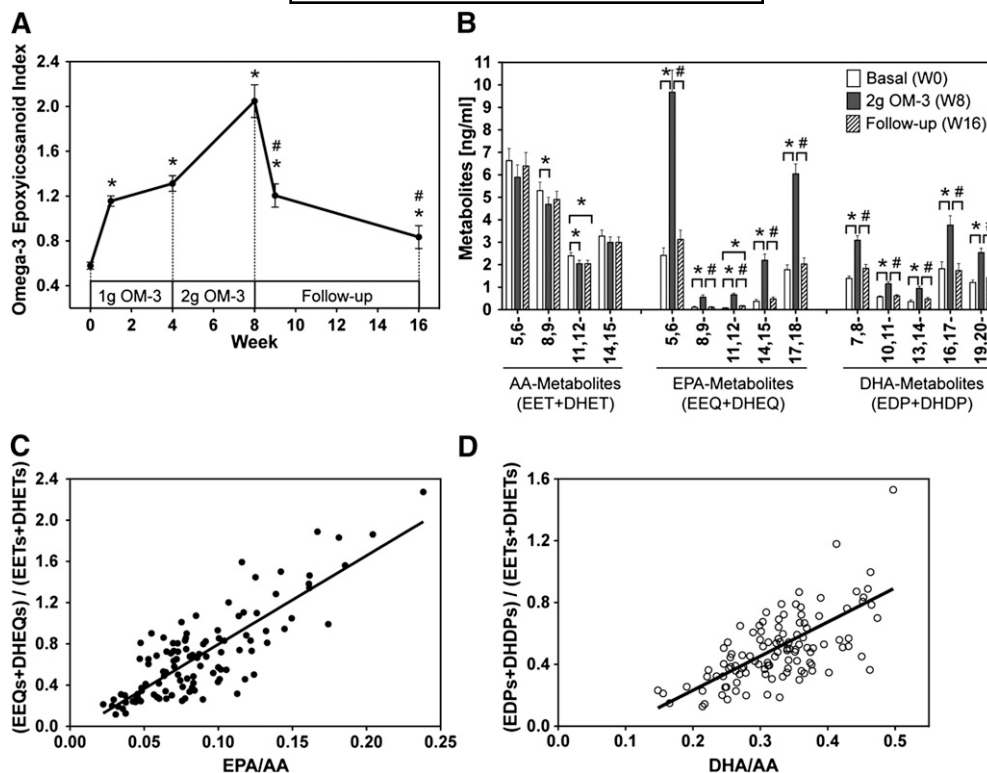 A
Omega-3 Epoxyicosanoid Index
2.4
2.0
1.6
1.2
0.8
0.4
*
*
*
#
*
#
*
1g OM-3
2g OM-3
Follow-up
0 4 8 12 16
Week
B
Metabolites [ng/ml]
11
10
9
8
7
6
5
4
3
2
1
0
Basal (W0)
2g OM-3 (W8)
Follow-up (W16)
*
*
*
* #
* #
*
* #
* #
* #
* #
* #
* #
* #
*
5,6-
8,9-
11,12-
14,15-
5,6-
8,9-
11,12-
14,15-
17,18-
7,8-
10,11-
13,14-
16,17-
19,20-
AA-Metabolites
(EET+DHET)
EPA-Metabolites
(EEQ+DHEQ)
DHA-Metabolites
(EDP+DHDP)
C
(EEQs+DHEQs) / (EETs+DHETs)
2.4
2.0
1.6
1.2
0.8
0.4
0.0
0.00 0.05 0.10 0.15 0.20 0.25
EPA/AA
D
(EDPs+DHDPs) / (EETs+DHETs)
1.6
1.2
0.8
0.4
0.0
0.0 0.1 0.2 0.3 0.4 0.5
DHA/AA